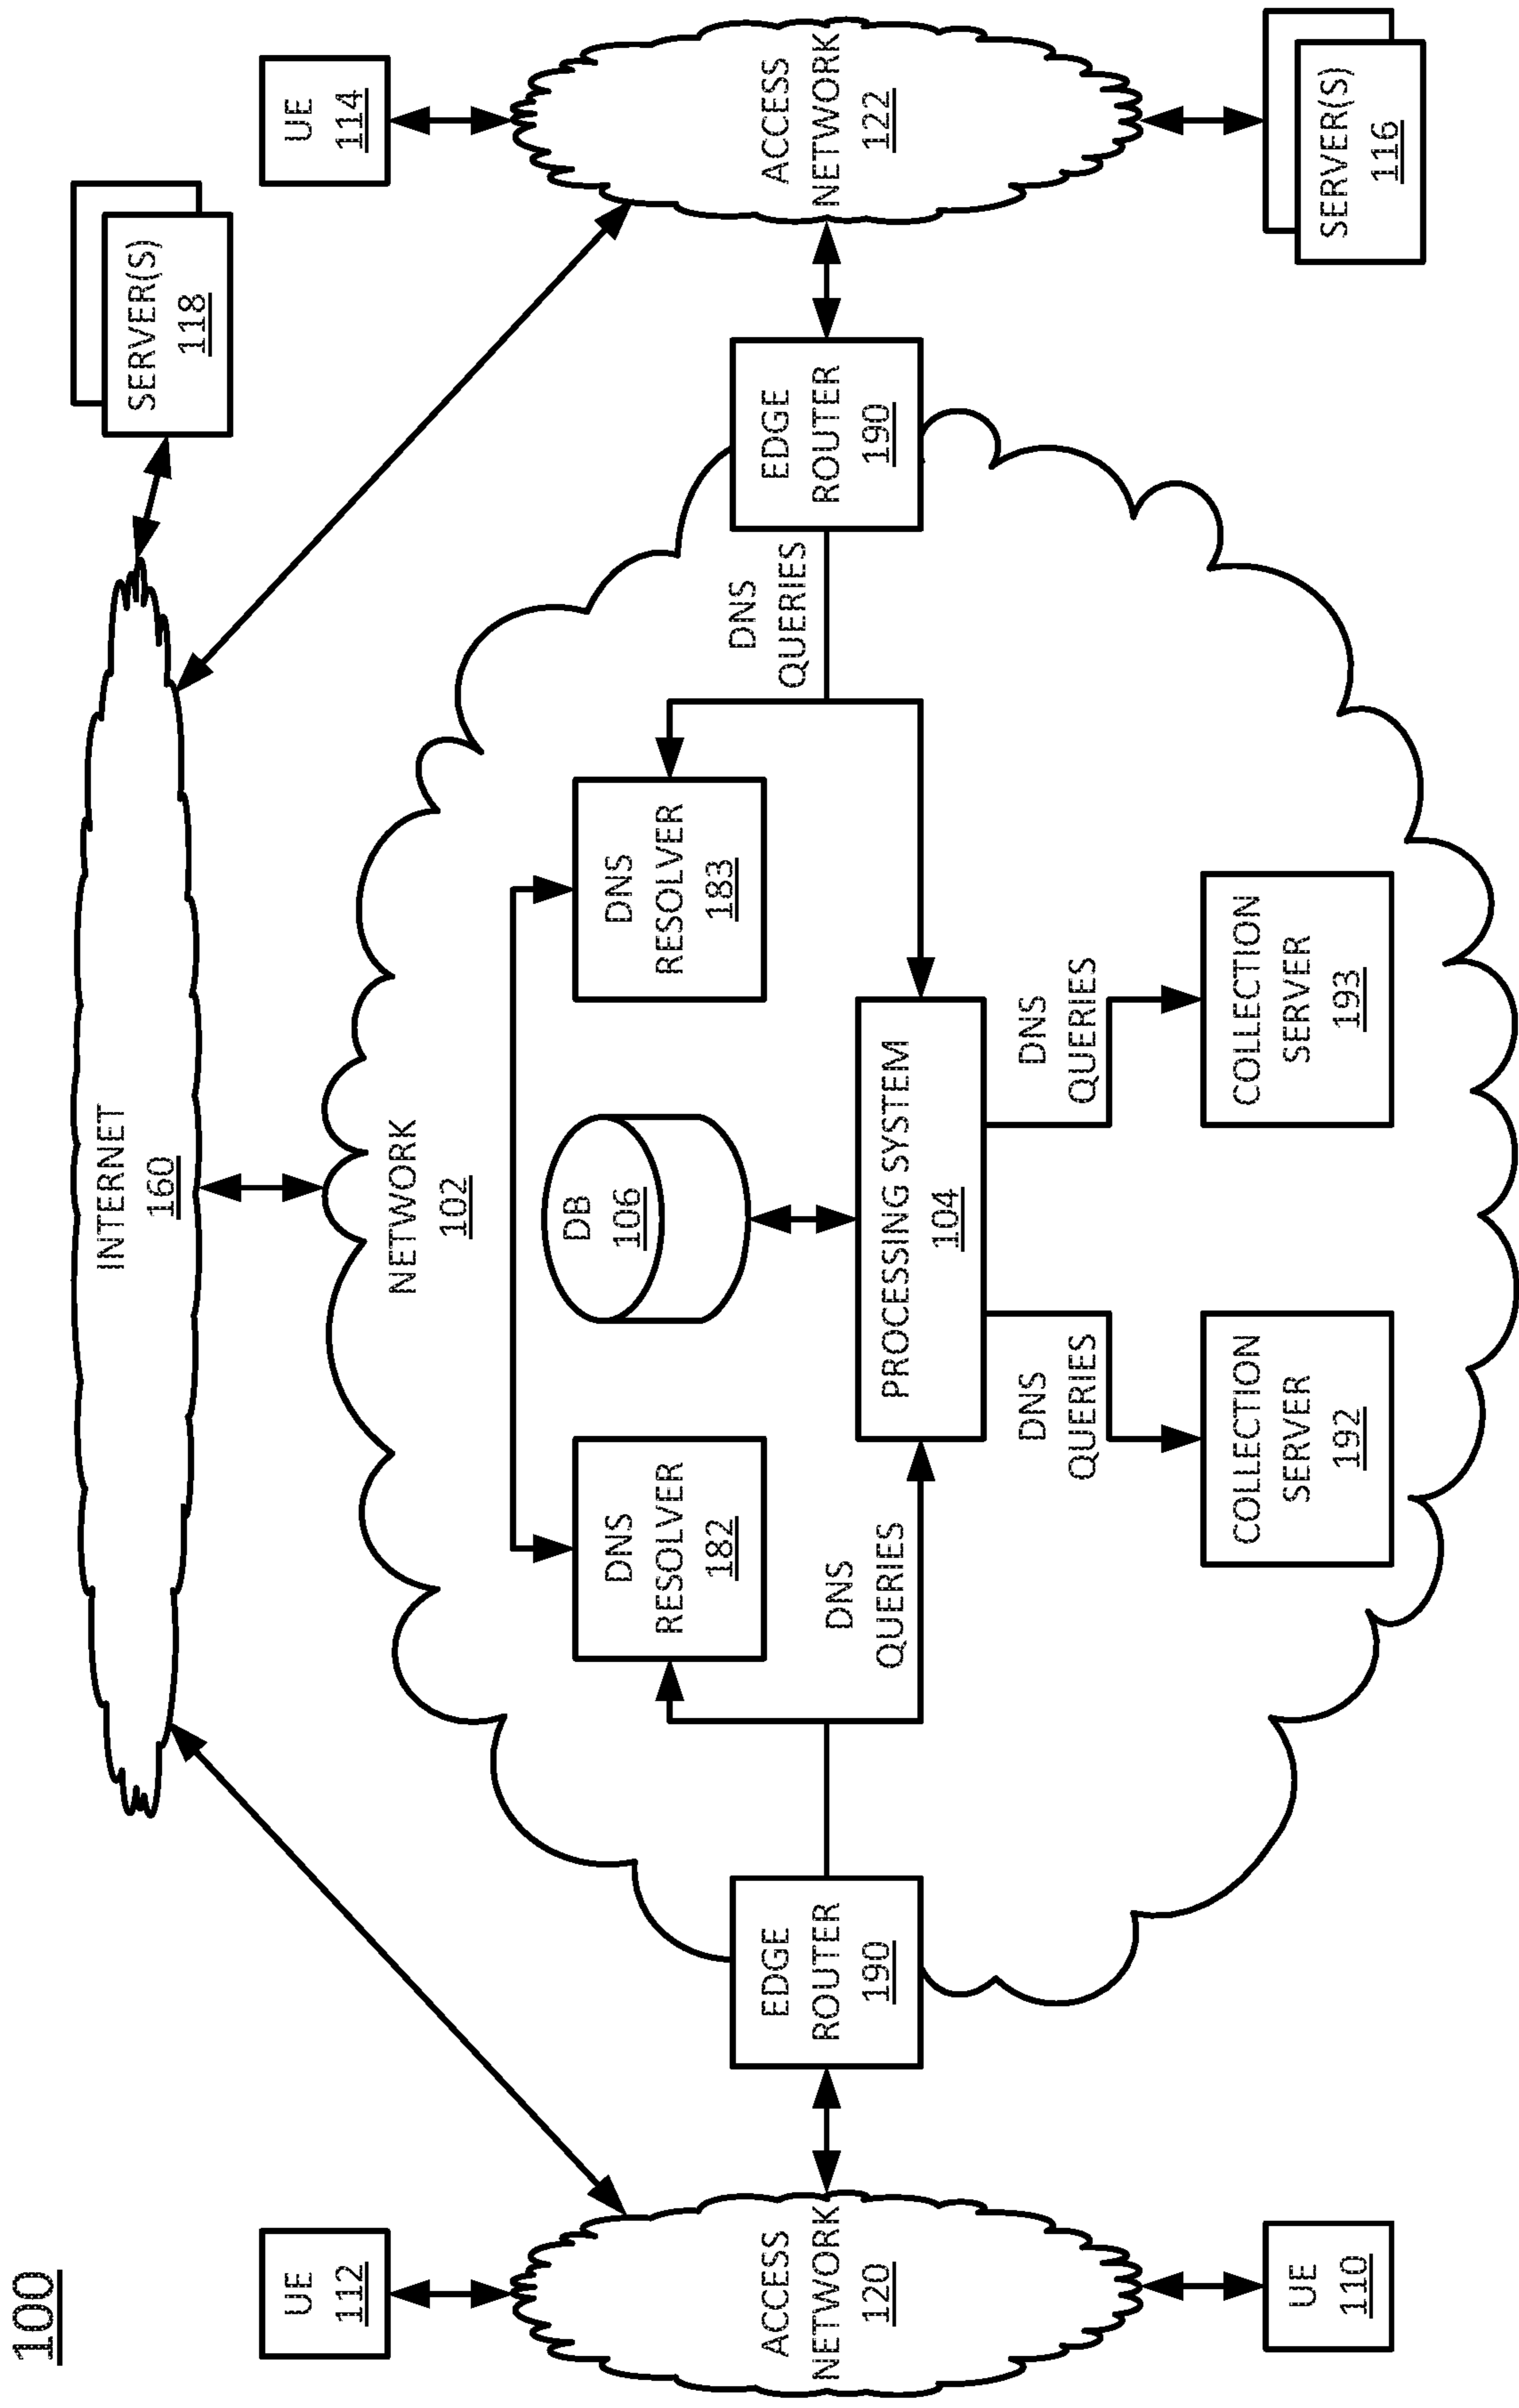 100
INTERNET
160
SERVER(S)
118
UE
112
UE
114
NETWORK
102
DNS
RESOLVER
182
DB
106
DNS
RESOLVER
183
ACCESS
NETWORK
120
EDGE
ROUTER
190
DNS
QUERIES
PROCESSING SYSTEM
104
DNS
QUERIES
EDGE
ROUTER
190
ACCESS
NETWORK
122
DNS
QUERIES
DNS
QUERIES
UE
110
COLLECTION
SERVER
192
COLLECTION
SERVER
193
SERVER(S)
116